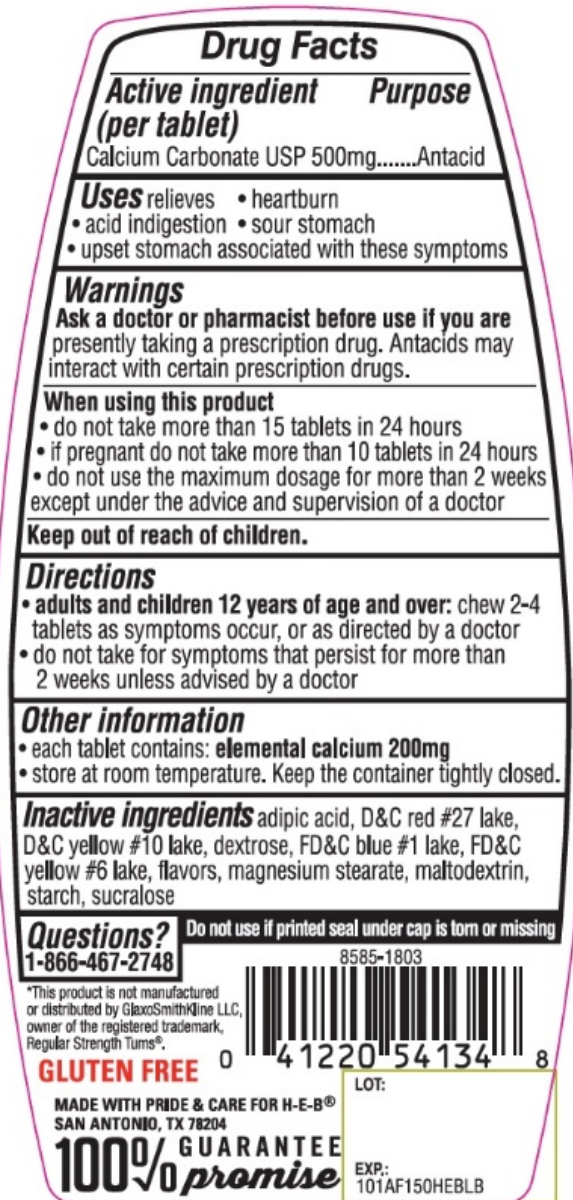 Drug Facts
Active ingredient Purpose
(per tablet)
Calcium Carbonate USP 500mg.......Antacid
Uses relieves • heartburn
• acid indigestion • sour stomach
• upset stomach associated with these symptoms
Warnings
Ask a doctor or pharmacist before use if you are
presently taking a prescription drug. Antacids may
interact with certain prescription drugs.
When using this product
• do not take more than 15 tablets in 24 hours
• if pregnant do not take more than 10 tablets in 24 hours
• do not use the maximum dosage for more than 2 weeks
except under the advice and supervision of a doctor
Keep out of reach of children.
Directions
• adults and children 12 years of age and over: chew 2-4
tablets as symptoms occur, or as directed by a doctor
• do not take for symptoms that persist for more than
2 weeks unless advised by a doctor
Other information
• each tablet contains: elemental calcium 200mg
• store at room temperature. Keep the container tightly closed.
Inactive ingredients adipic acid, D&C red #27 lake,
D&C yellow #10 lake, dextrose, FD&C blue #1 lake, FD&C
yellow #6 lake, flavors, magnesium stearate, maltodextrin,
starch, sucralose
Questions?
1-866-467-2748
Do not use if printed seal under cap is torn or missing
8585-1803
*This product is not manufactured
or distributed by GlaxoSmithKline LLC,
owner of the registered trademark,
Regular Strength Tums®.
0 41220 54134 8
GLUTEN FREE
MADE WITH PRIDE & CARE FOR H-E-B®
SAN ANTONIO, TX 78204
100% GUARANTEE
promise
LOT:
EXP.:
101AF150HEBLB